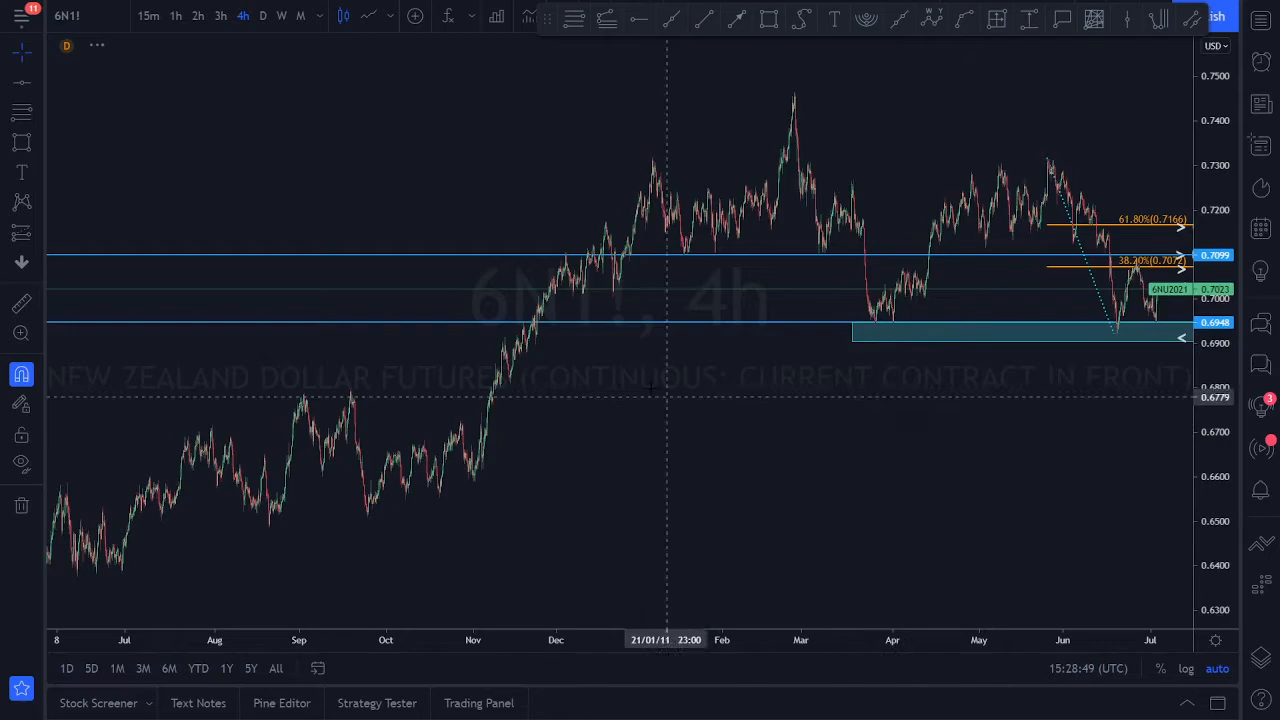 11
6N1!
15m 1h 2h 3h 4h D W M
ish
D
USD
6N1!, 4h
NEW ZEALAND DOLLAR FUTURES (CONTINUOUS: CURRENT CONTRACT IN FRONT)
0.7500
0.7400
0.7300
0.7200
61.80%(0.7166)
0.7099
38.20%(0.7072)
6NU2021 0.7023
0.7000
0.6948
0.6900
0.6800
0.6779
0.6700
0.6600
0.6500
0.6400
0.6300
3
8 Jul Aug Sep Oct Nov Dec 21/01/11 23:00 Feb Mar Apr May Jun Jul
1D 5D 1M 3M 6M YTD 1Y 5Y All
15:28:49 (UTC) % log auto
Stock Screener Text Notes Pine Editor Strategy Tester Trading Panel